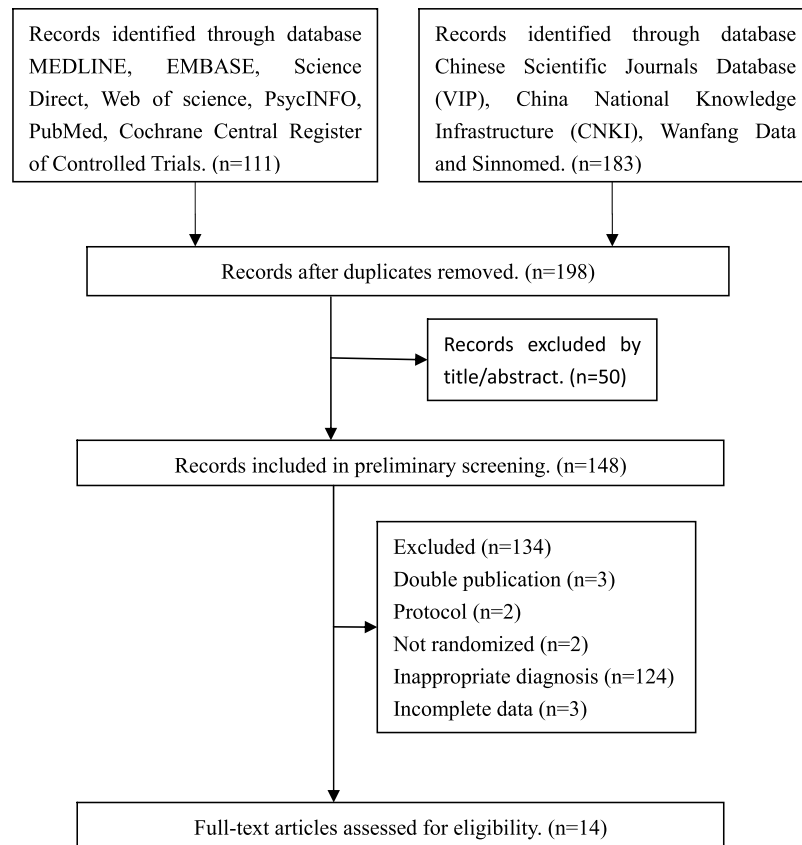 Records identified through database
MEDLINE, EMBASE, Science
Direct, Web of science, PsycINFO,
PubMed, Cochrane Central Register
of Controlled Trials. (n=111)
Records identified through database
Chinese Scientific Journals Database
(VIP), China National Knowledge
Infrastructure (CNKI), Wanfang Data
and Sinnomed. (n=183)
Records after duplicates removed. (n=198)
Records excluded by
title/abstract. (n=50)
Records included in preliminary screening. (n=148)
Excluded (n=134)
Double publication (n=3)
Protocol (n=2)
Not randomized (n=2)
Inappropriate diagnosis (n=124)
Incomplete data (n=3)
Full-text articles assessed for eligibility. (n=14)